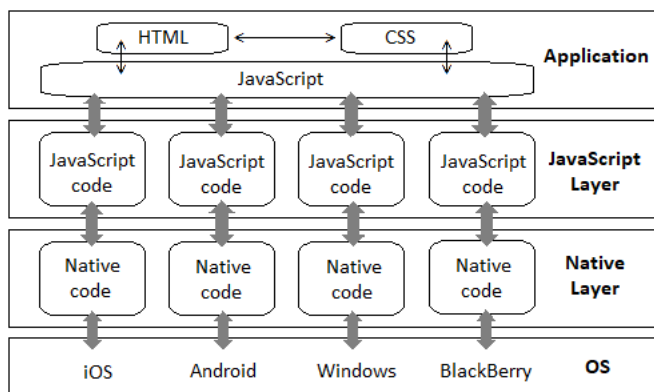 HTML
CSS
Application
JavaScript
JavaScript
code
JavaScript
code
JavaScript
code
JavaScript
code
JavaScript
Layer
Native
code
Native
code
Native
code
Native
code
Native
Layer
iOS
Android
Windows
BlackBerry
OS